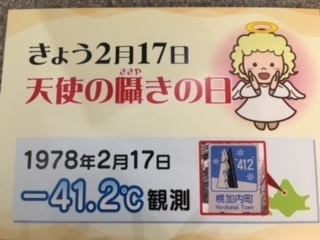 きょう2月17日
ささや
天使の囁きの日
1978年2月17日
-41.2℃観測
412
幌加内町
Horokanai Town